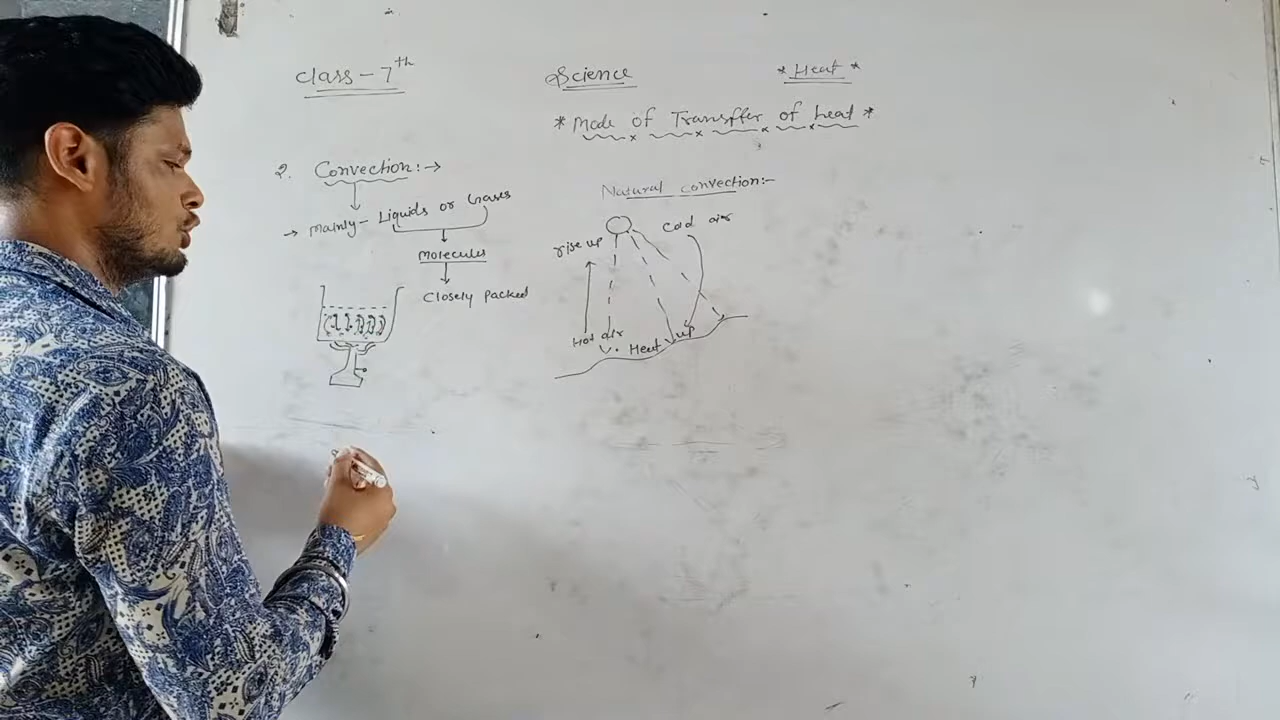 Class - 7th
Science
* Heat *
* Mode of Transffer of heat *
2. Convection:→
→ Mainly - Liquids or Gases
Molecules
Closely Packed
Natural convection:-
rise up
Cold air
Hot air
Heat up